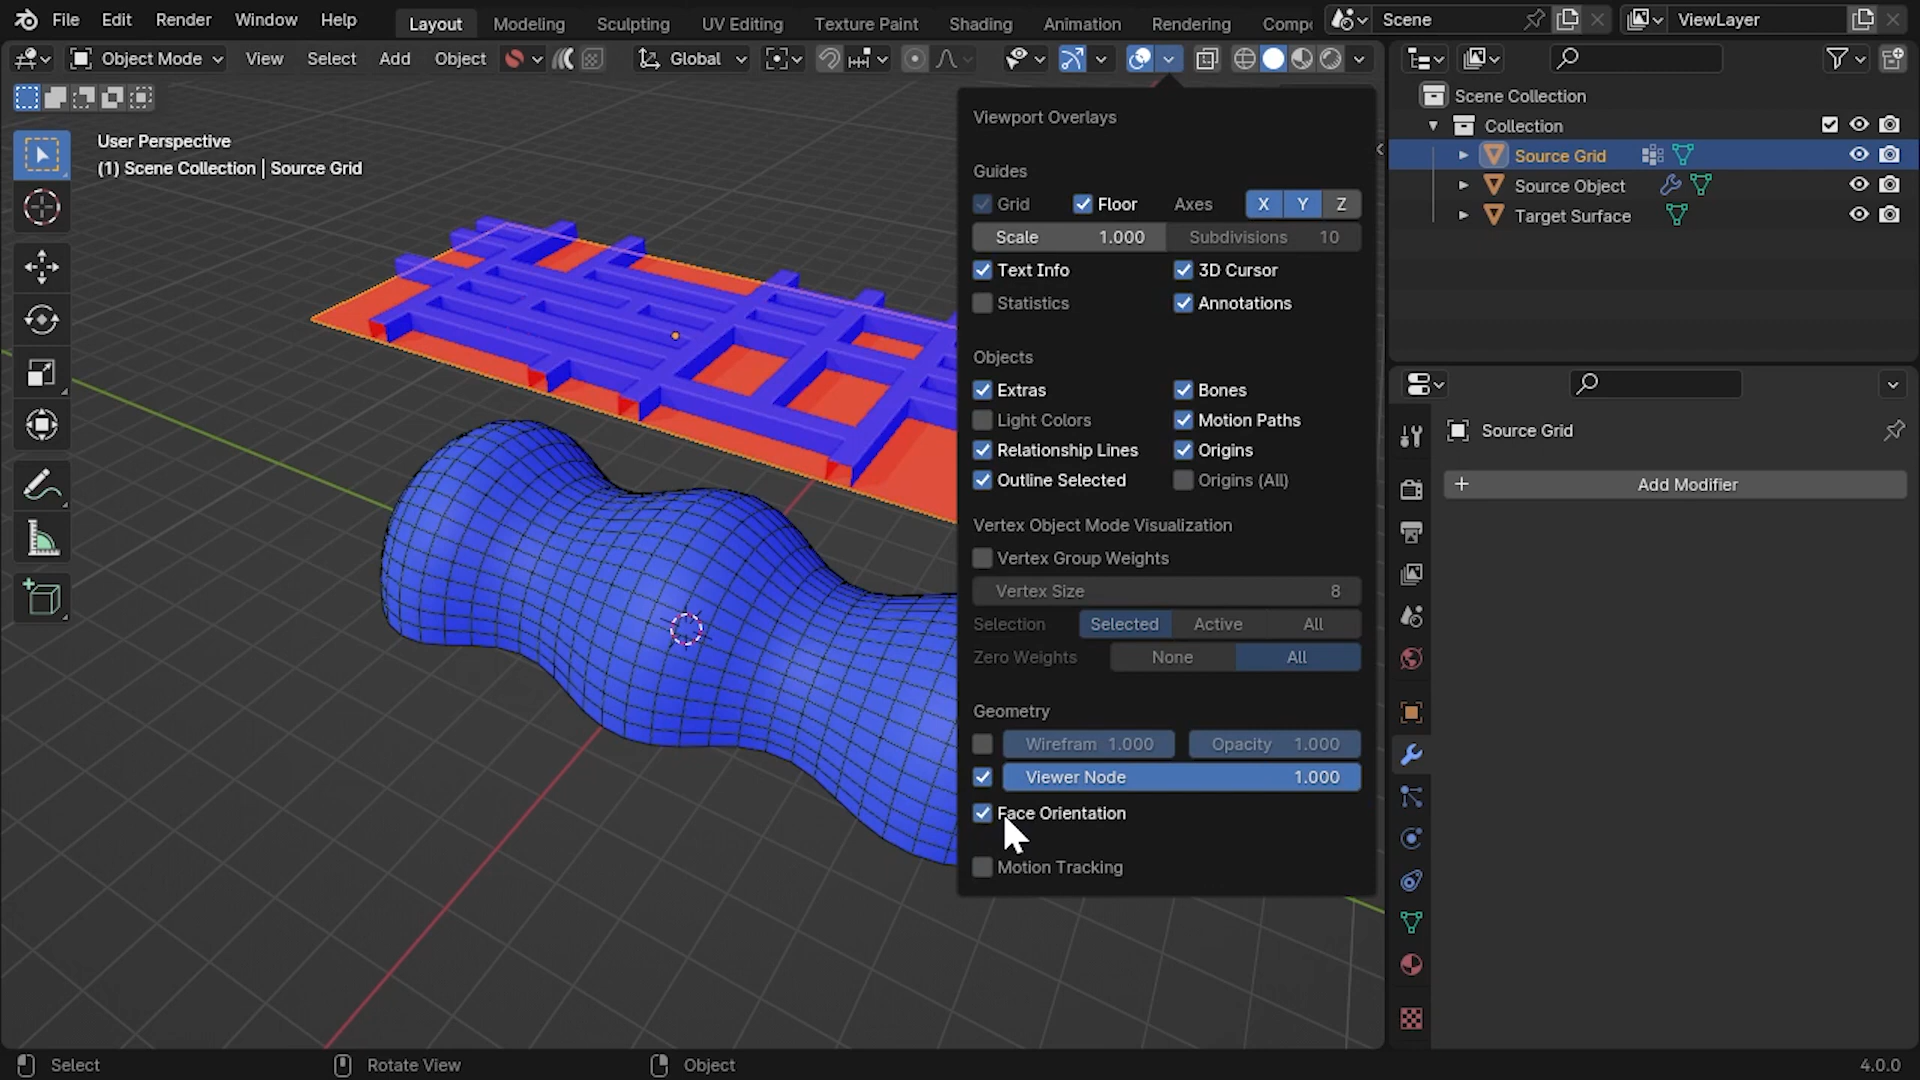 File Edit Render Window Help Layout Modeling Sculpting UV Editing Texture Paint Shading Animation Rendering Compo Scene ViewLayer
Object Mode View Select Add Object Global
User Perspective
(1) Scene Collection | Source Grid
Viewport Overlays
Guides
Grid Floor Axes X Y Z
Scale 1.000 Subdivisions 10
Text Info 3D Cursor
Statistics Annotations
Objects
Extras Bones
Light Colors Motion Paths
Relationship Lines Origins
Outline Selected Origins (All)
Vertex Object Mode Visualization
Vertex Group Weights
Vertex Size 8
Selection Selected Active All
Zero Weights None All
Geometry
Wirefram 1.000 Opacity 1.000
Viewer Node 1.000
Face Orientation
Motion Tracking
Scene Collection
Collection
Source Grid
Source Object
Target Surface
Source Grid
+ Add Modifier
Select Rotate View Object 4.0.0